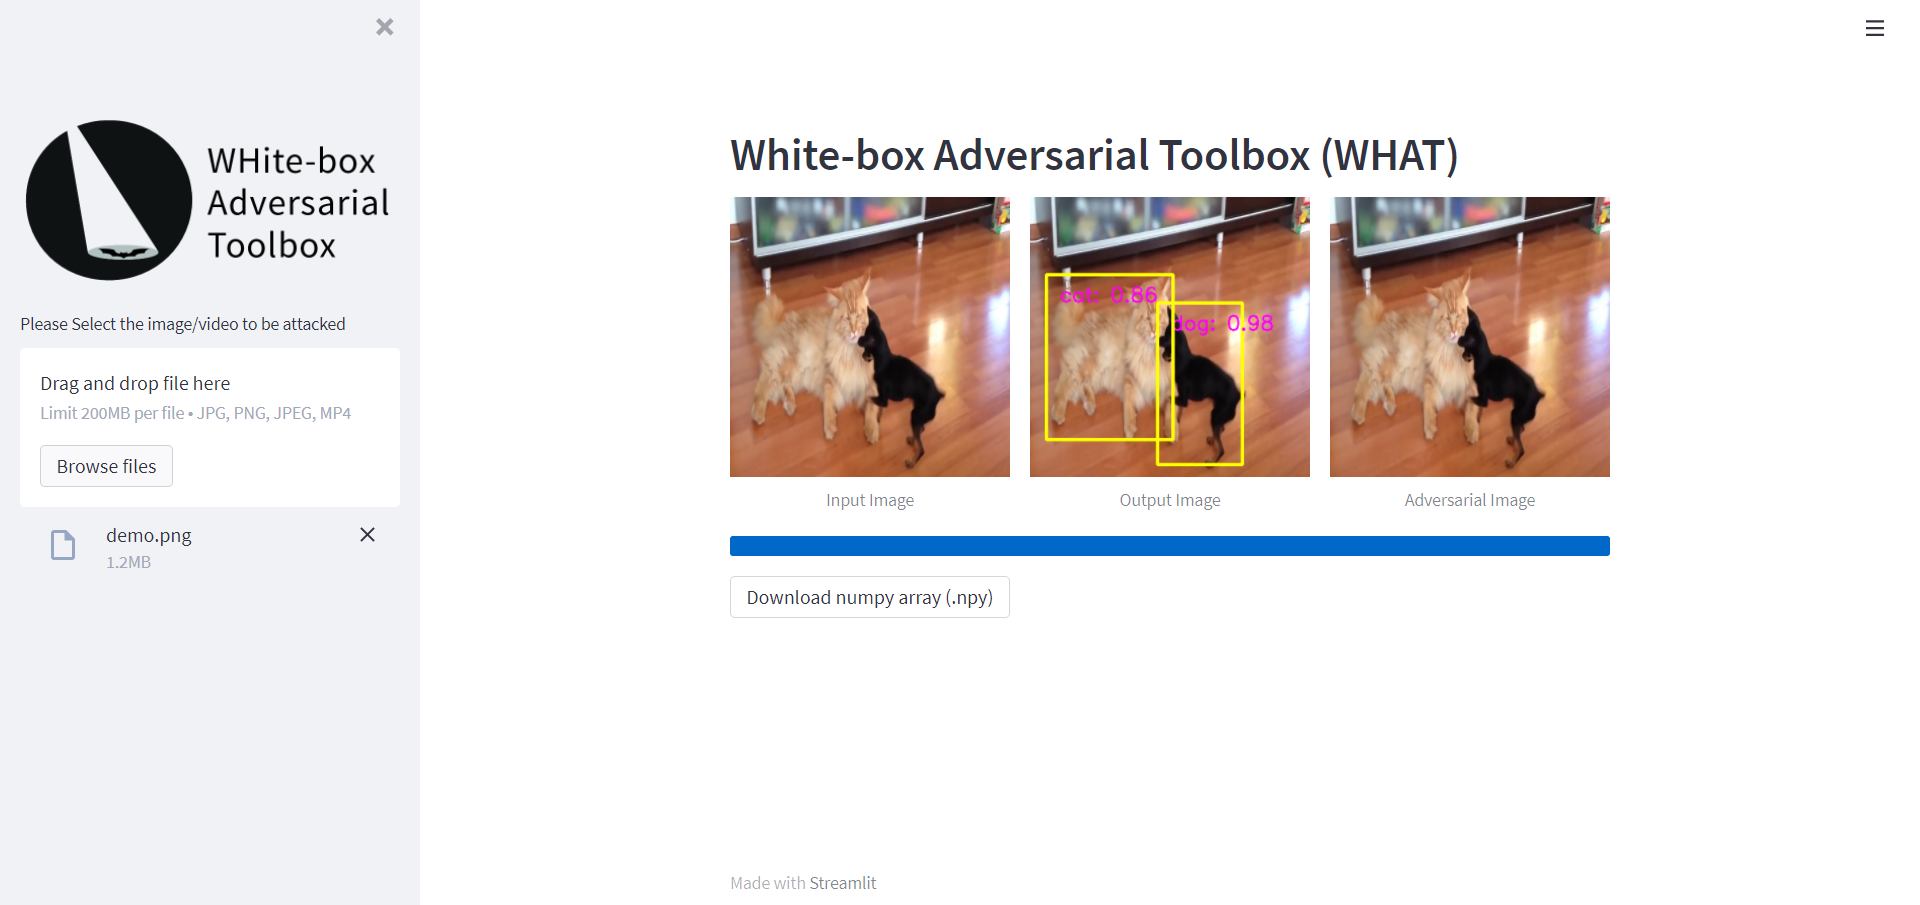 WHite-box
Adversarial
Toolbox
Please Select the image/video to be attacked
Drag and drop file here
Limit 200MB per file • JPG, PNG, JPEG, MP4
Browse files
demo.png
1.2MB
White-box Adversarial Toolbox (WHAT)
cat: 0.86
dog: 0.98
Input Image
Output Image
Adversarial Image
Download numpy array (.npy)
Made with Streamlit